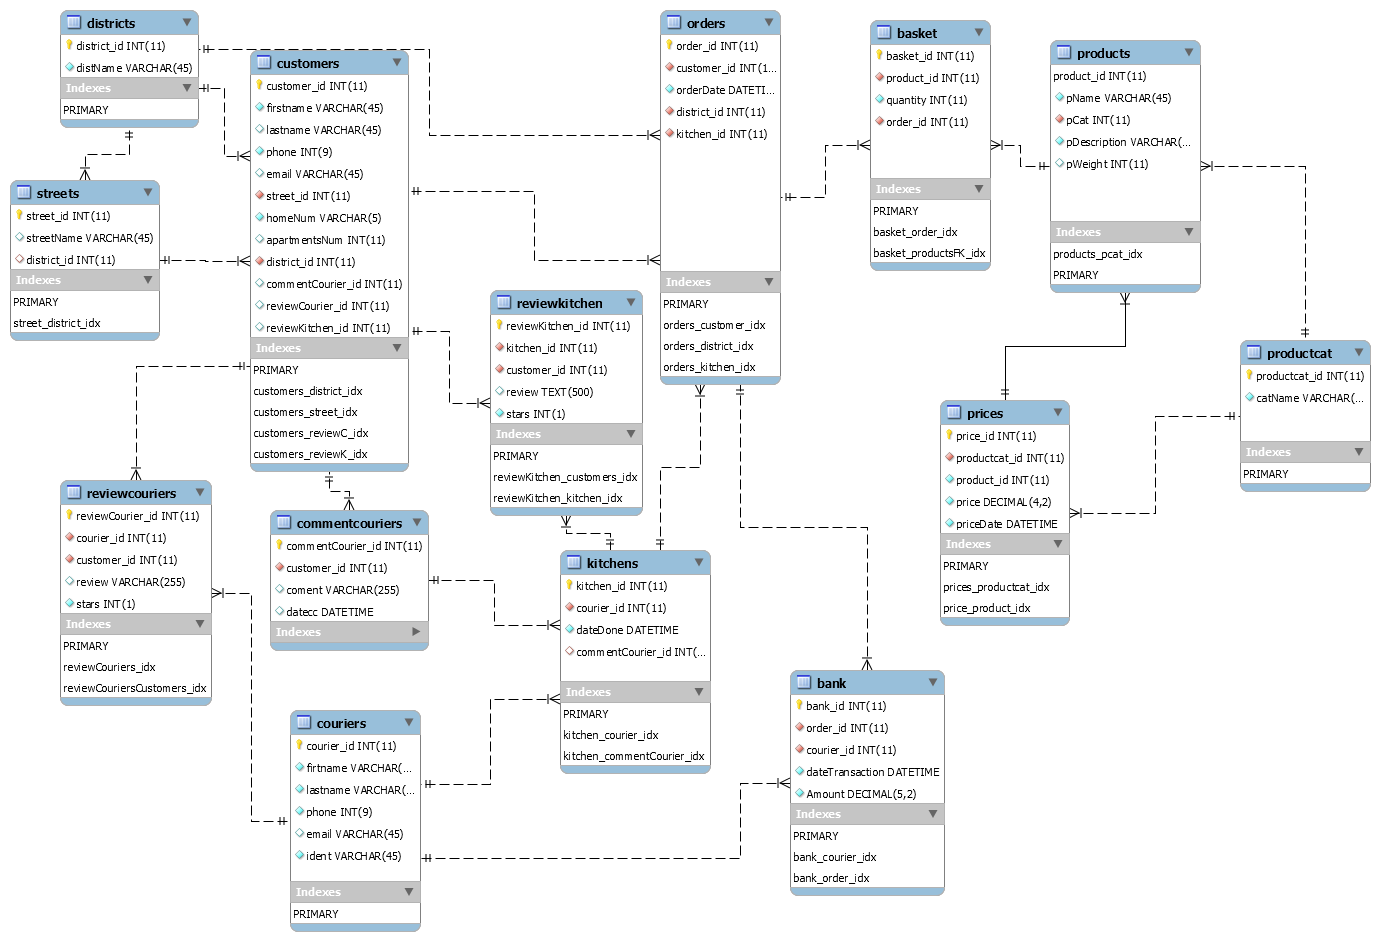 districts
district_id INT(11)
distName VARCHAR(45)
Indexes
PRIMARY
streets
street_id INT(11)
streetName VARCHAR(45)
district_id INT(11)
Indexes
PRIMARY
street_district_idx
customers
customer_id INT(11)
firstname VARCHAR(45)
lastname VARCHAR(45)
phone INT(9)
email VARCHAR(45)
street_id INT(11)
homeNum VARCHAR(5)
apartmentsNum INT(11)
district_id INT(11)
commentCourier_id INT(11)
reviewCourier_id INT(11)
reviewKitchen_id INT(11)
Indexes
PRIMARY
customers_district_idx
customers_street_idx
customers_reviewC_idx
customers_reviewK_idx
orders
order_id INT(11)
customer_id INT(1...
orderDate DATETI...
district_id INT(11)
kitchen_id INT(11)
Indexes
PRIMARY
orders_customer_idx
orders_district_idx
orders_kitchen_idx
basket
basket_id INT(11)
product_id INT(11)
quantity INT(11)
order_id INT(11)
Indexes
PRIMARY
basket_order_idx
basket_productsFK_idx
products
product_id INT(11)
pName VARCHAR(45)
pCat INT(11)
pDescription VARCHAR(...
pWeight INT(11)
Indexes
products_pcat_idx
PRIMARY
reviewkitchen
reviewKitchen_id INT(11)
kitchen_id INT(11)
customer_id INT(11)
review TEXT(500)
stars INT(1)
Indexes
PRIMARY
reviewKitchen_customers_idx
reviewKitchen_kitchen_idx
productcat
productcat_id INT(11)
catName VARCHAR(...
Indexes
PRIMARY
prices
price_id INT(11)
productcat_id INT(11)
product_id INT(11)
price DECIMAL(4,2)
priceDate DATETIME
Indexes
PRIMARY
prices_productcat_idx
price_product_idx
reviewcouriers
reviewCourier_id INT(11)
courier_id INT(11)
customer_id INT(11)
review VARCHAR(255)
stars INT(1)
Indexes
PRIMARY
reviewCouriers_idx
reviewCouriersCustomers_idx
commentcouriers
commentCourier_id INT(11)
customer_id INT(11)
coment VARCHAR(255)
datecc DATETIME
Indexes
kitchens
kitchen_id INT(11)
courier_id INT(11)
dateDone DATETIME
commentCourier_id INT(...
Indexes
PRIMARY
kitchen_courier_idx
kitchen_commentCourier_idx
couriers
courier_id INT(11)
firtname VARCHAR(...
lastname VARCHAR(...
phone INT(9)
email VARCHAR(45)
ident VARCHAR(45)
Indexes
PRIMARY
bank
bank_id INT(11)
order_id INT(11)
courier_id INT(11)
dateTransaction DATETIME
Amount DECIMAL(5,2)
Indexes
PRIMARY
bank_courier_idx
bank_order_idx